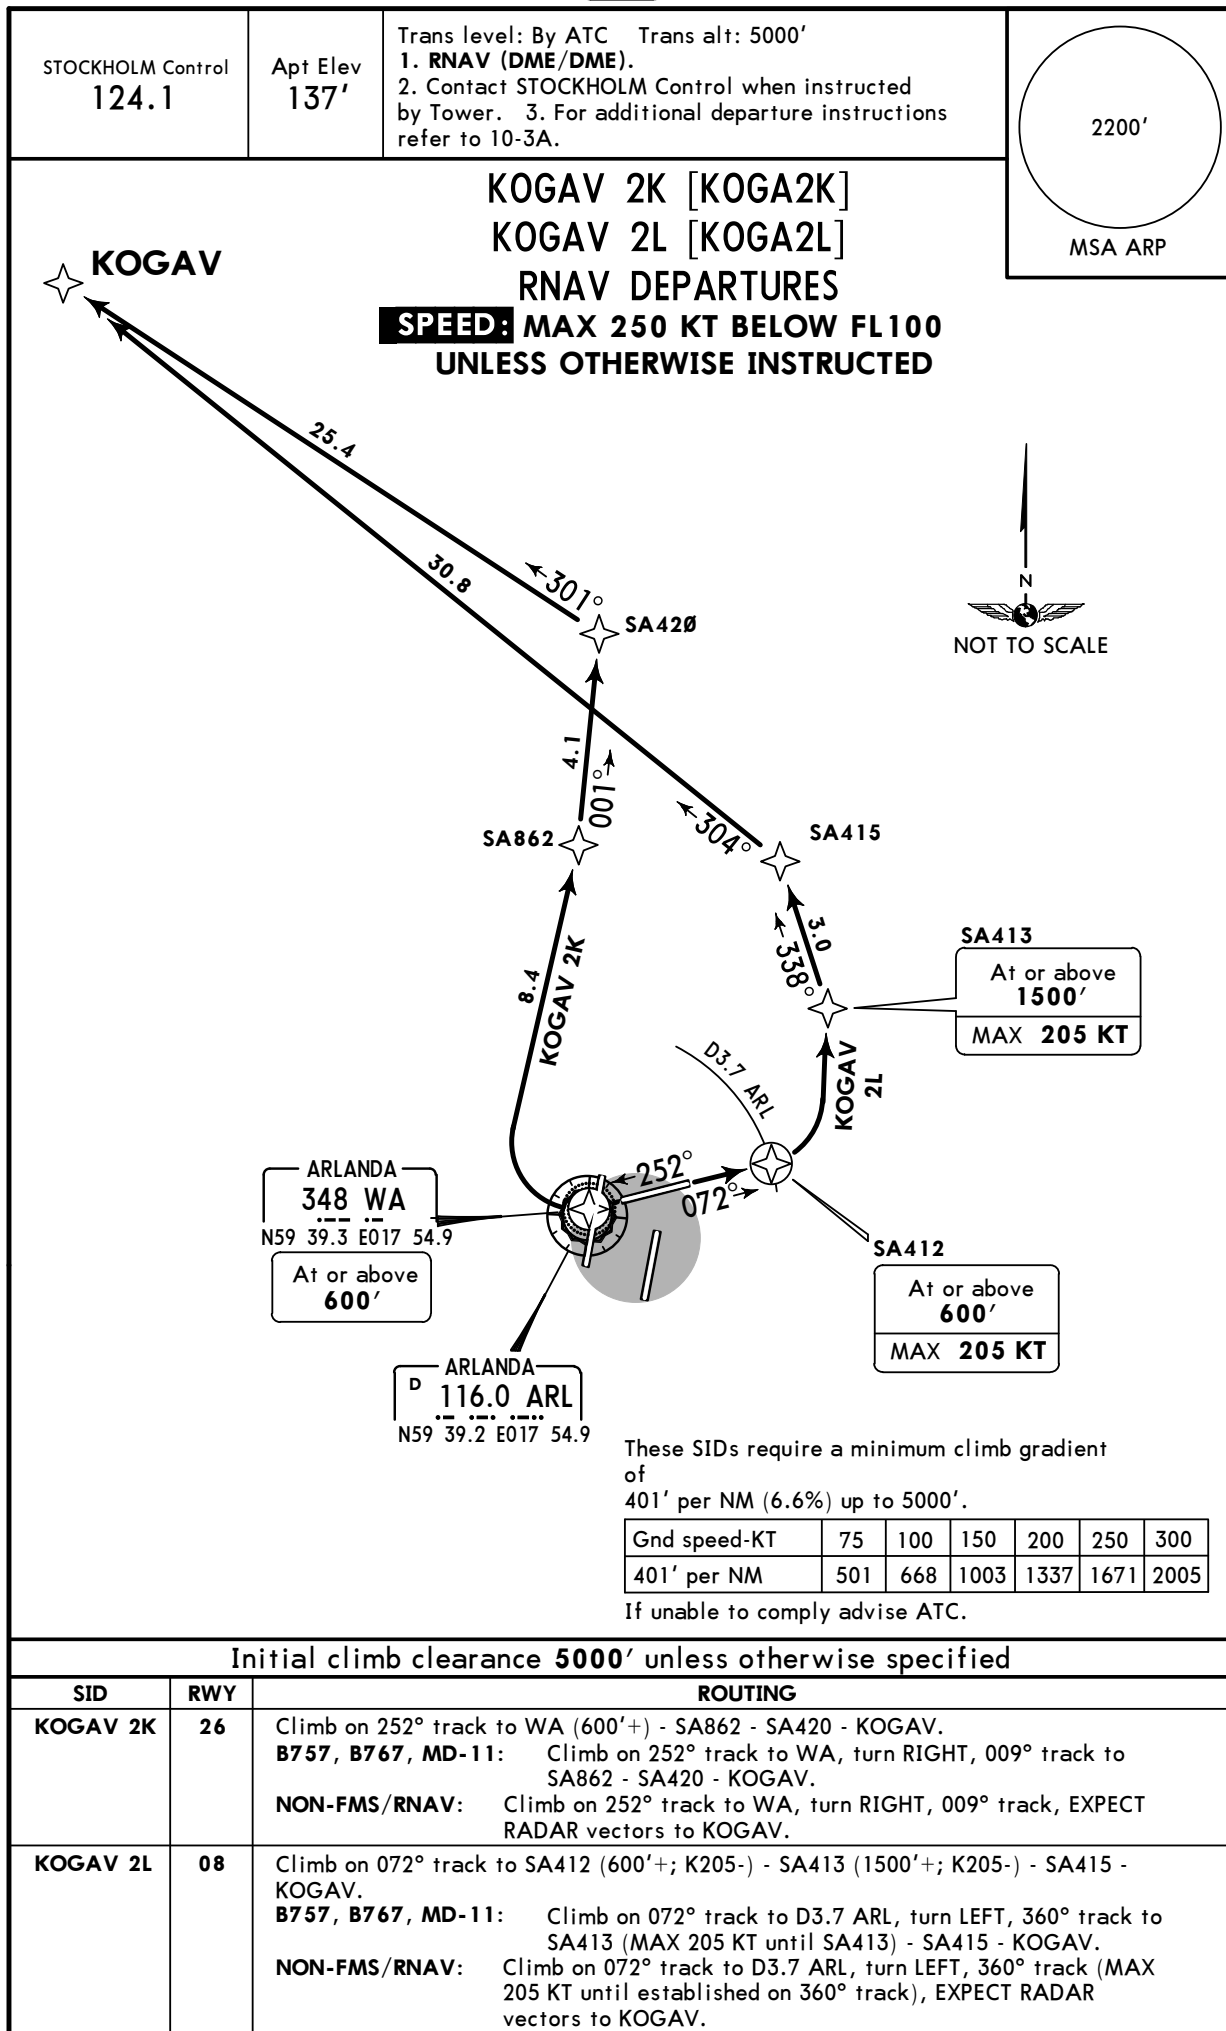 STOCKHOLM Control
124.1
Apt Elev
137'
Trans level: By ATC Trans alt: 5000'
1. RNAV (DME/DME).
2. Contact STOCKHOLM Control when instructed
by Tower. 3. For additional departure instructions
refer to 10-3A.
2200'
MSA ARP
KOGAV 2K [KOGA2K]
KOGAV 2L [KOGA2L]
RNAV DEPARTURES
SPEED: MAX 250 KT BELOW FL100
UNLESS OTHERWISE INSTRUCTED
KOGAV
25.4
30.8
301°
SA42Ø
N
NOT TO SCALE
4.1
001°
SA862
304°
SA415
8.4
KOGAV 2K
3.0
338°
SA413
At or above
1500'
MAX 205 KT
D3.7 ARL
KOGAV
2L
252°
072°
ARLANDA
348 WA
N59 39.3 E017 54.9
At or above
600'
SA412
At or above
600'
MAX 205 KT
ARLANDA
D 116.0 ARL
N59 39.2 E017 54.9
These SIDs require a minimum climb gradient
of
401' per NM (6.6%) up to 5000'.
Gnd speed-KT 75 100 150 200 250 300
401' per NM 501 668 1003 1337 1671 2005
If unable to comply advise ATC.
Initial climb clearance 5000' unless otherwise specified
SID RWY ROUTING
KOGAV 2K 26 Climb on 252° track to WA (600'+) - SA862 - SA420 - KOGAV.
B757, B767, MD-11: Climb on 252° track to WA, turn RIGHT, 009° track to
SA862 - SA420 - KOGAV.
NON-FMS/RNAV: Climb on 252° track to WA, turn RIGHT, 009° track, EXPECT
RADAR vectors to KOGAV.
KOGAV 2L 08 Climb on 072° track to SA412 (600'+; K205-) - SA413 (1500'+; K205-) - SA415 -
KOGAV.
B757, B767, MD-11: Climb on 072° track to D3.7 ARL, turn LEFT, 360° track to
SA413 (MAX 205 KT until SA413) - SA415 - KOGAV.
NON-FMS/RNAV: Climb on 072° track to D3.7 ARL, turn LEFT, 360° track (MAX
205 KT until established on 360° track), EXPECT RADAR
vectors to KOGAV.